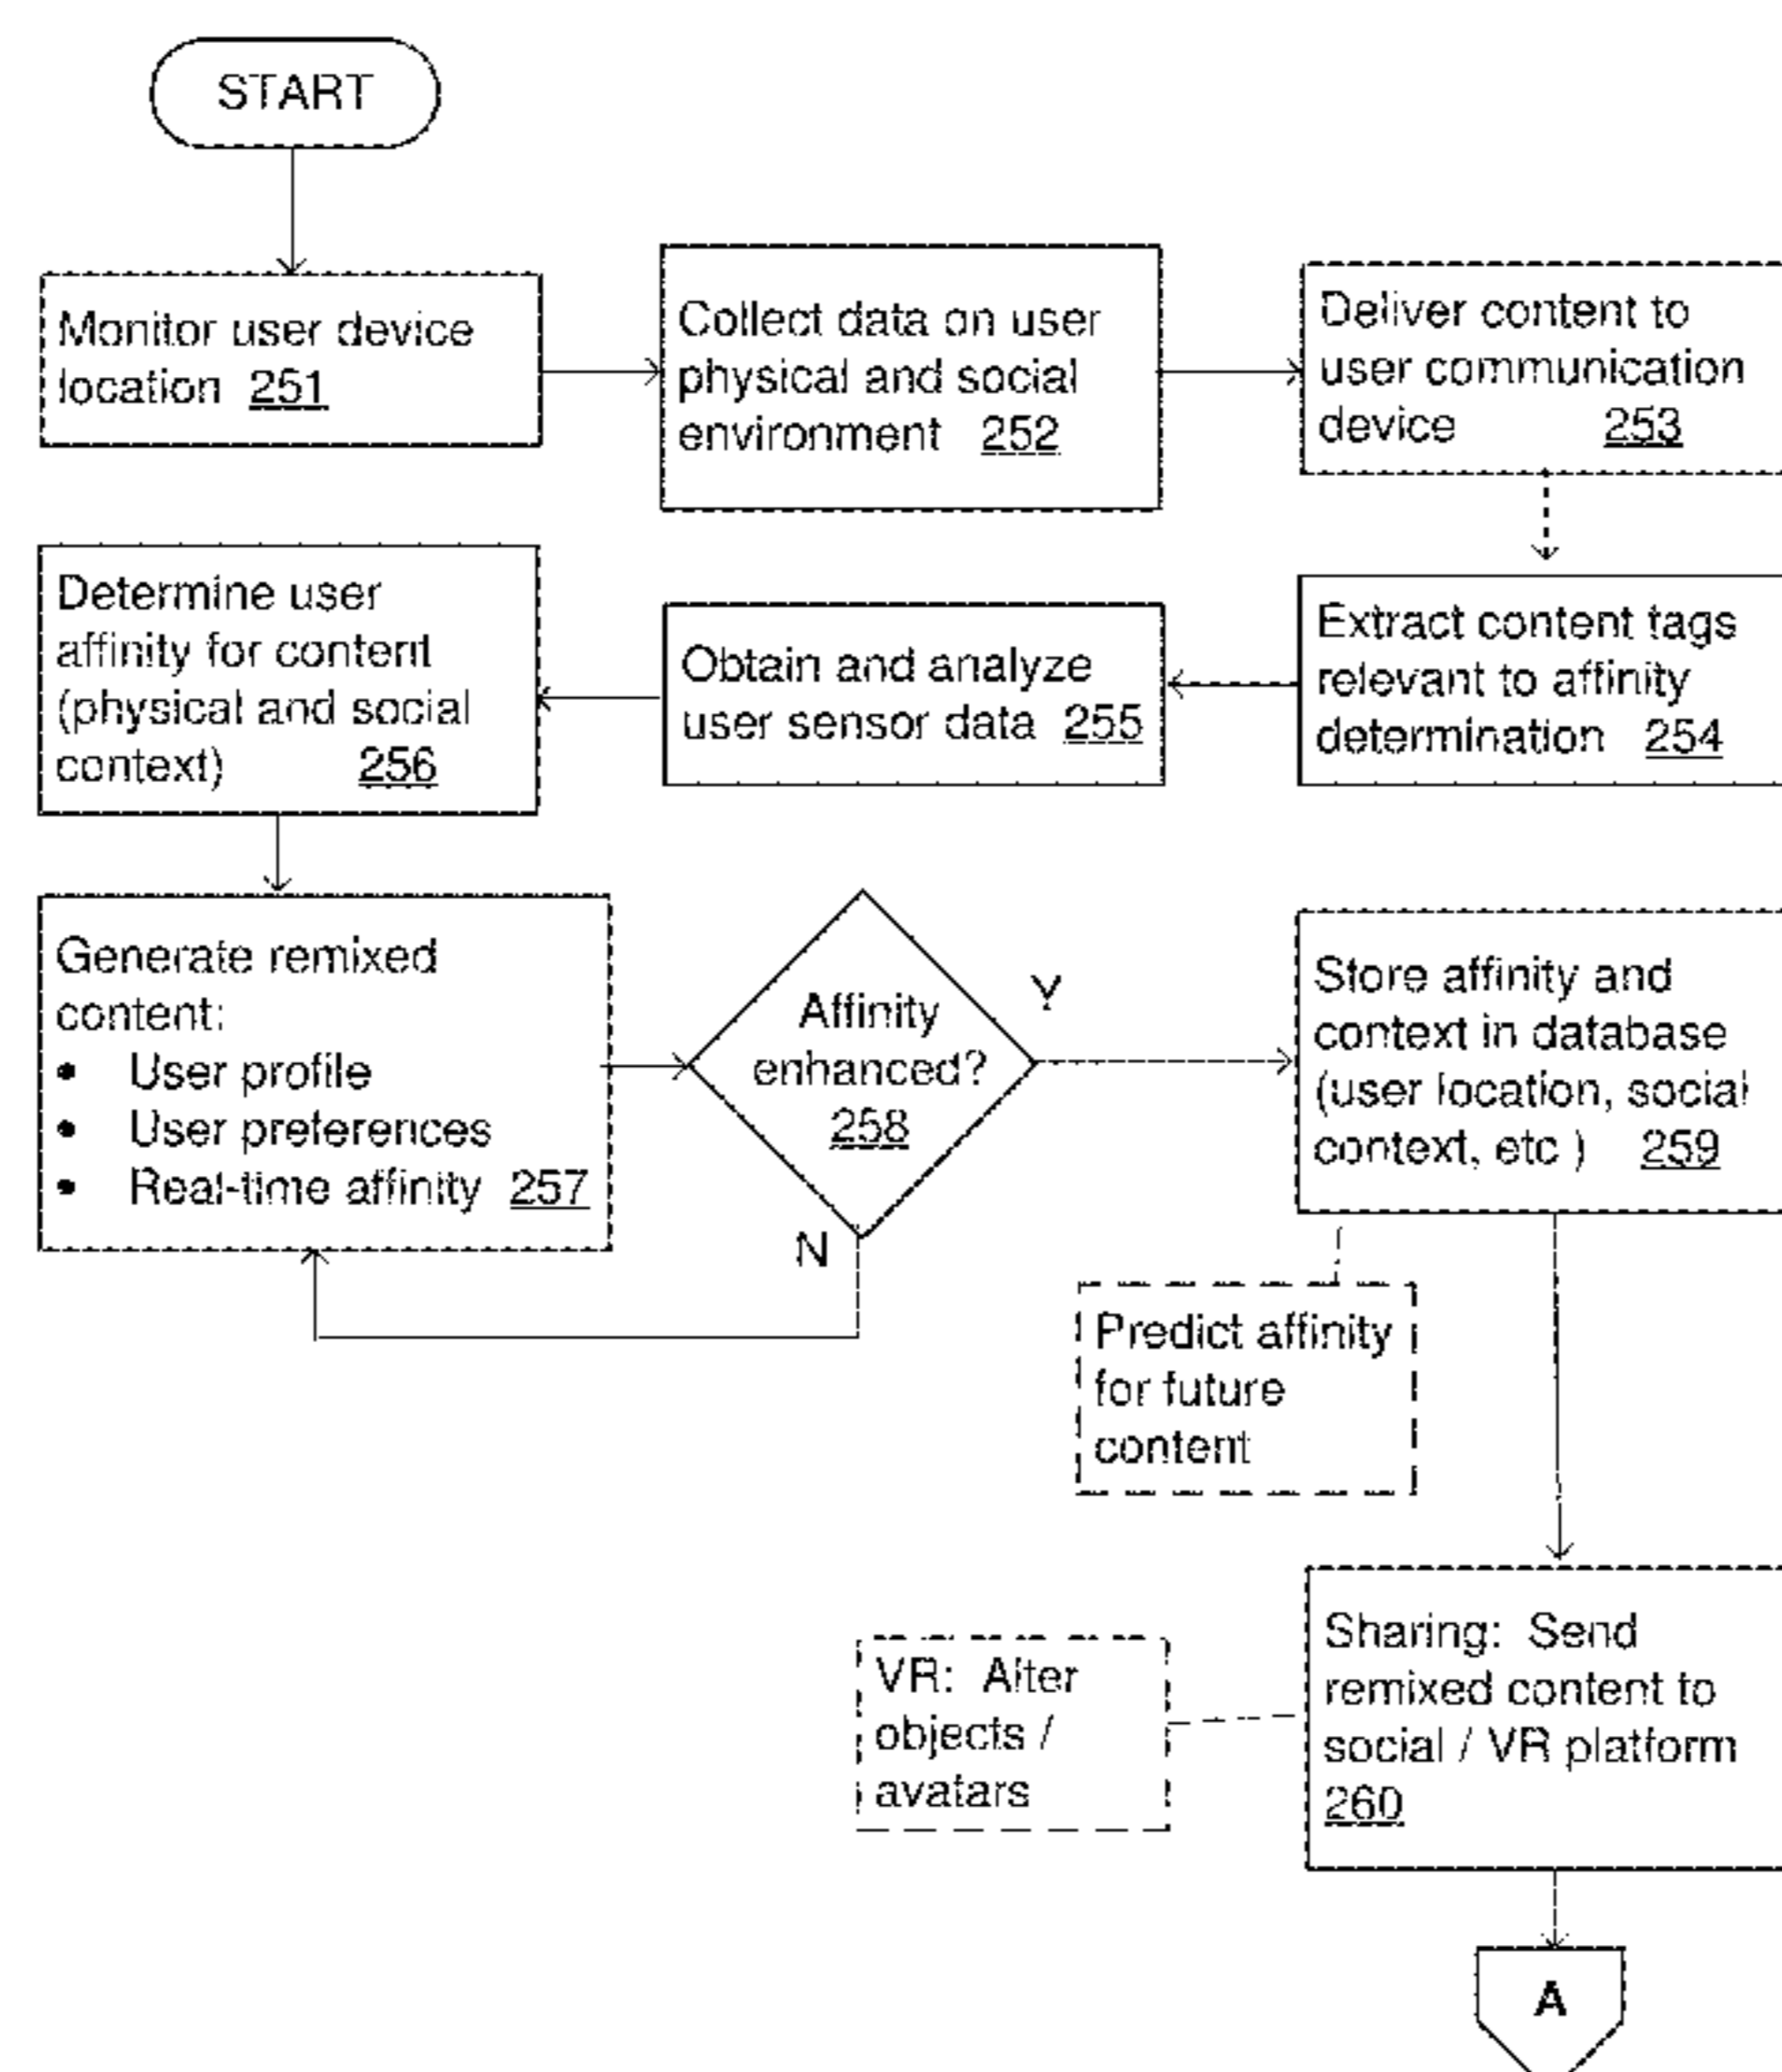 START
Monitor user device
location 251
Collect data on user
physical and social
environment 252
Deliver content to
user communication
device 253
Extract content tags
relevant to affinity
determination 254
Obtain and analyze
user sensor data 255
Determine user
affinity for content
(physical and social
context) 256
Generate remixed
content:
• User profile
• User preferences
• Real-time affinity 257
Affinity
enhanced?
258
Y
N
Store affinity and
context in database
(user location, social
context, etc ) 259
Predict affinity
for future
content
Sharing: Send
remixed content to
social / VR platform
260
VR: Alter
objects /
avatars
A